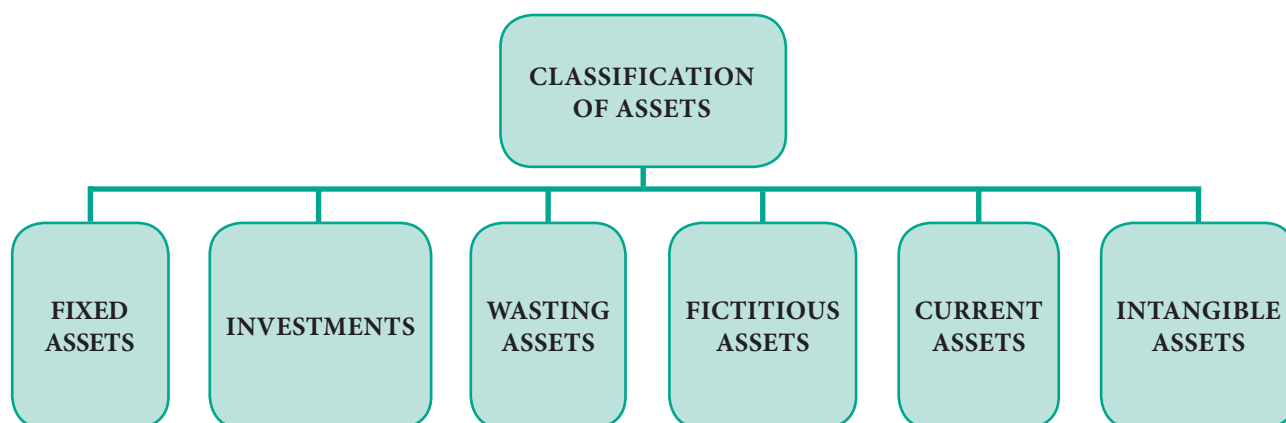 CLASSIFICATION
OF ASSETS
FIXED
ASSETS
INVESTMENTS
WASTING
ASSETS
FICTITIOUS
ASSETS
CURRENT
ASSETS
INTANGIBLE
ASSETS